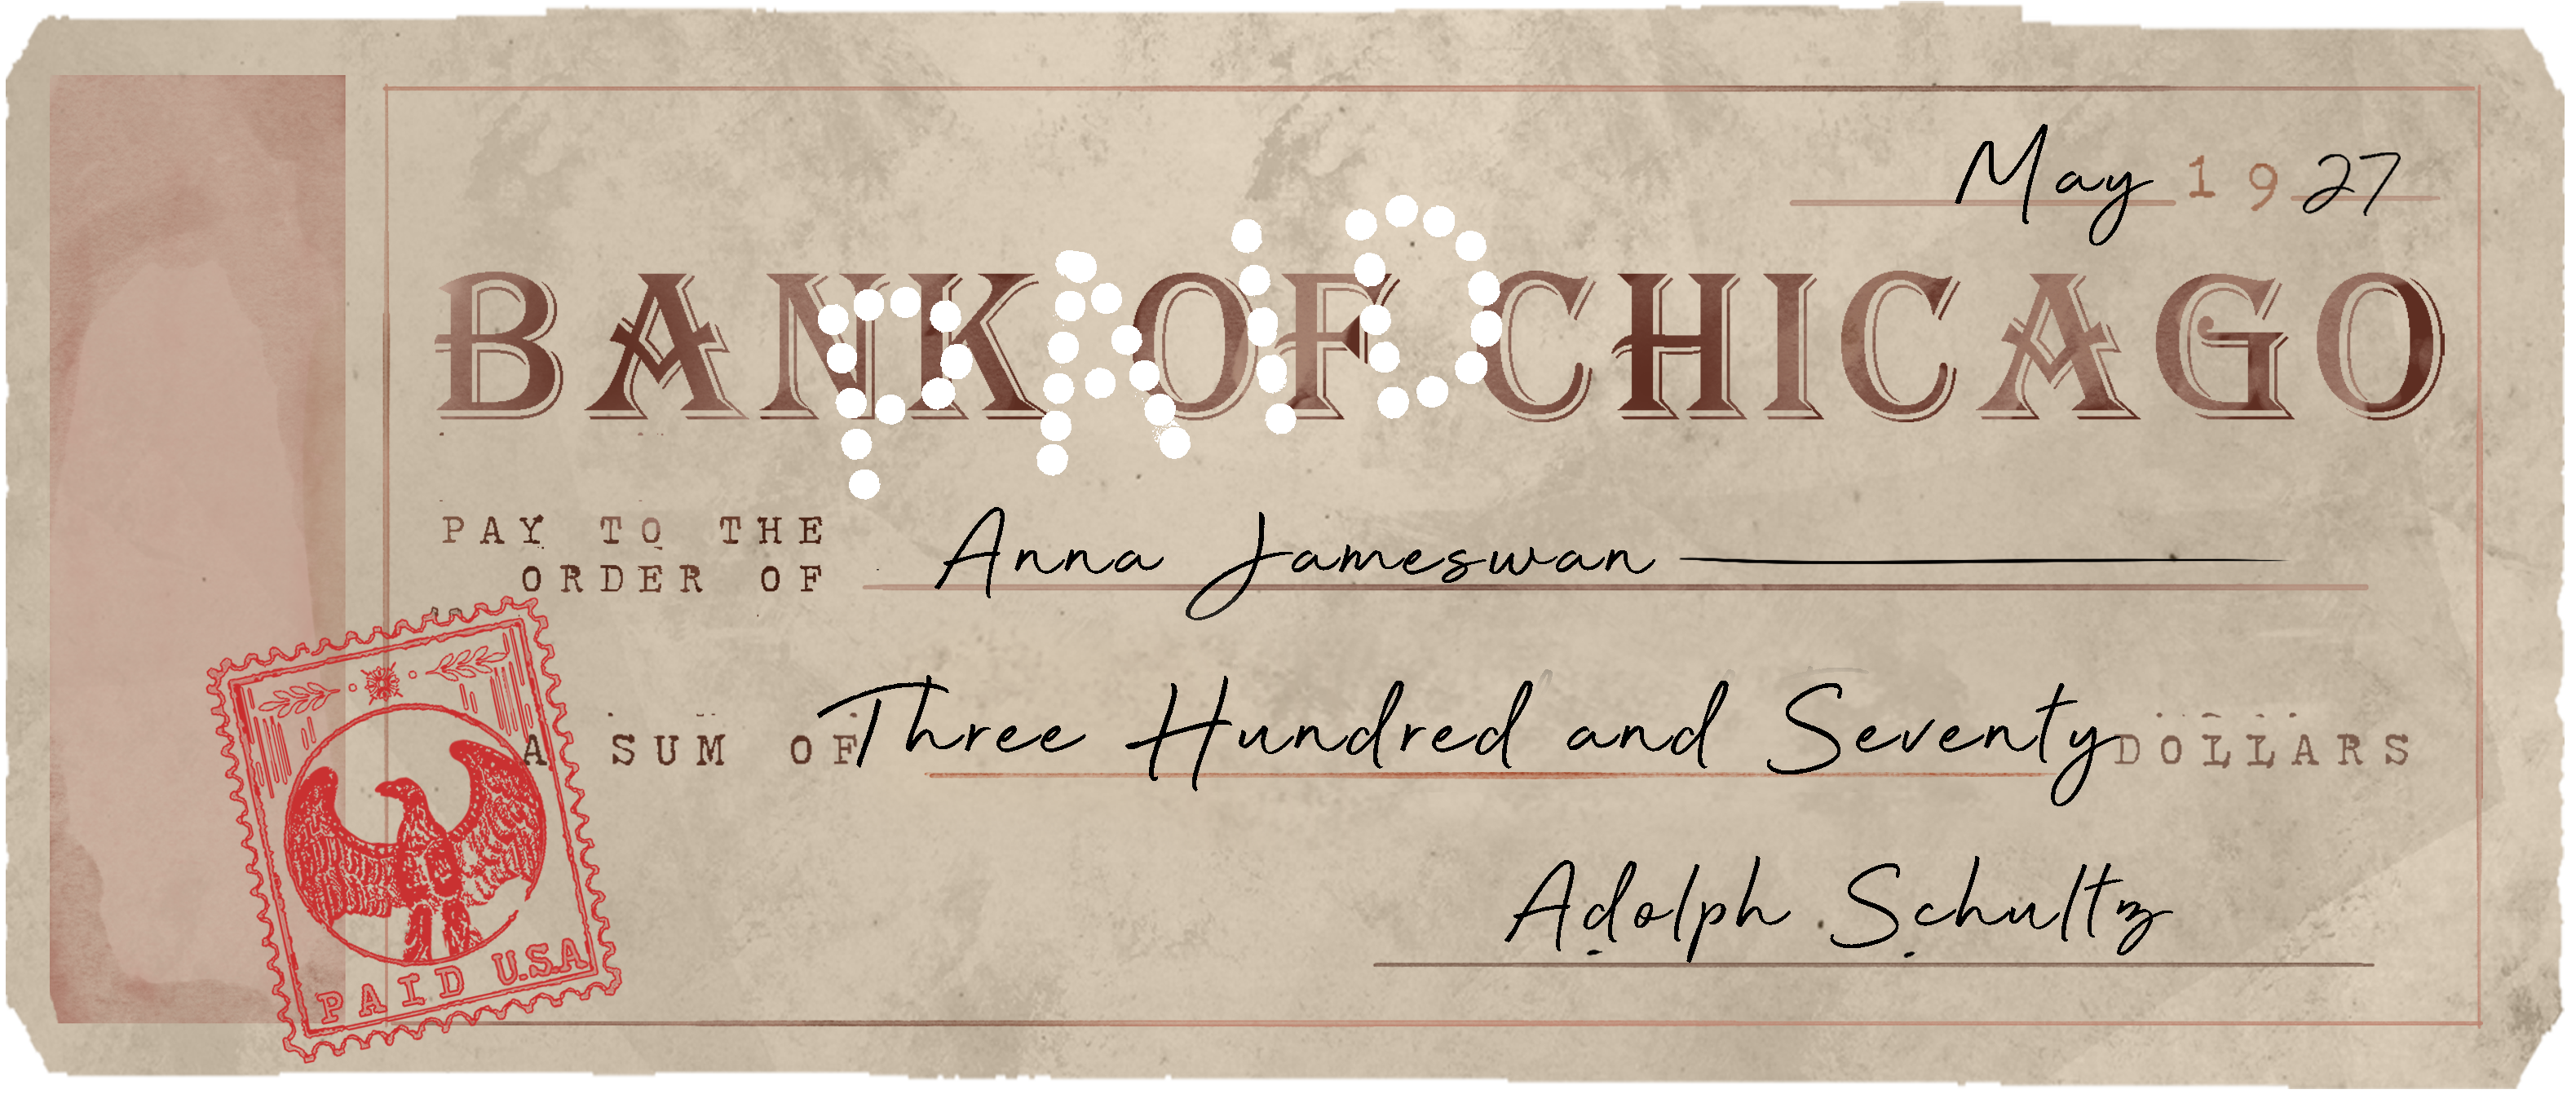 May 1927
BANK OF CHICAGO
PAID
PAY TO THE
ORDER OF Anna Jameswan
A SUM OF Three Hundred and Seventy DOLLARS
Adolph Schultz
PAID U.S.A